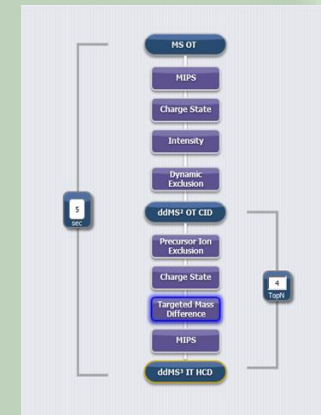 MS OT
MIPS
Charge State
Intensity
Dynamic
Exclusion
5
sec
ddMS² OT CID
Precursor Ion
Exclusion
Charge State
4
TopN
Targeted Mass
Difference
MIPS
ddMS³ IT HCD